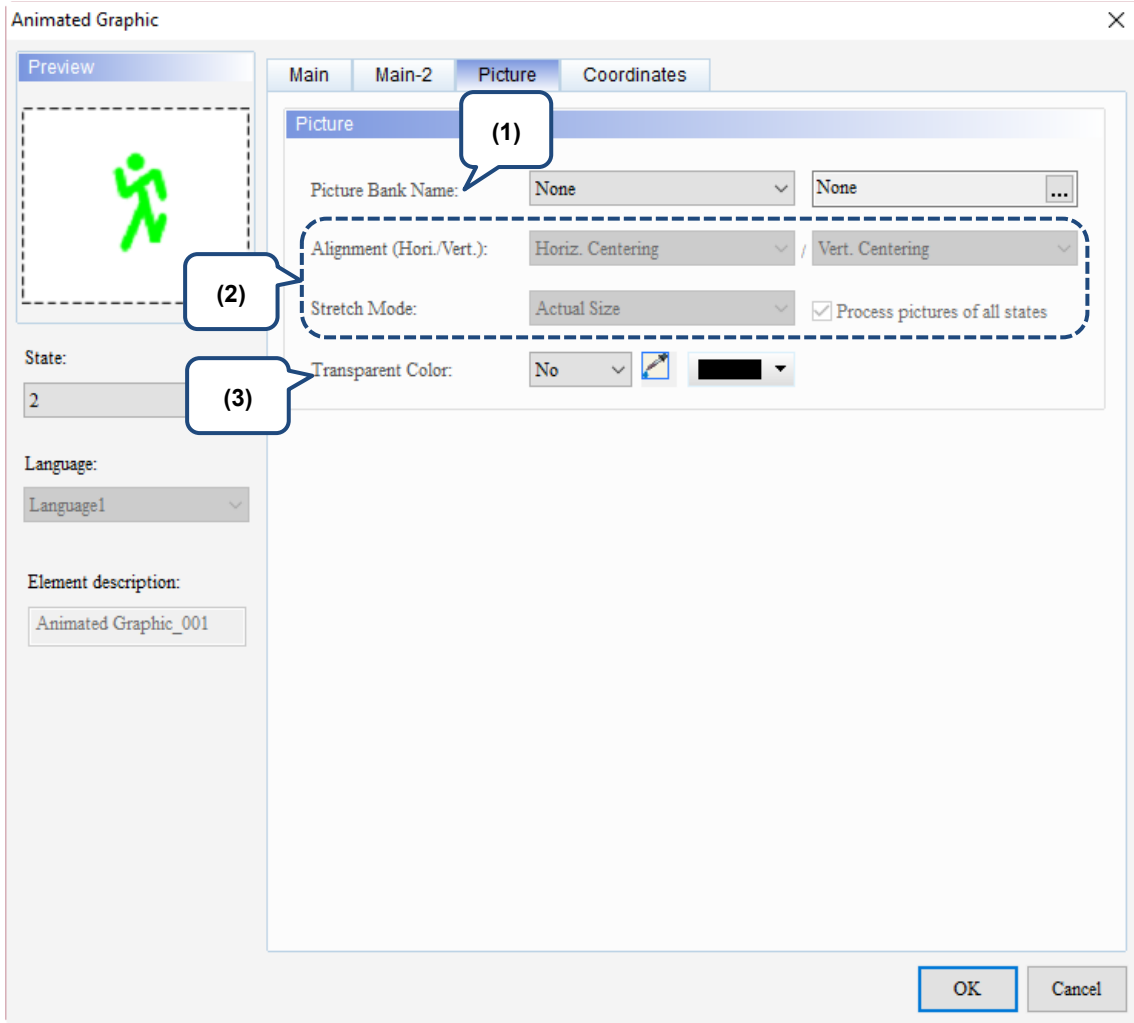 Animated Graphic
Preview
Main Main-2 Picture Coordinates
Picture
(1)
Picture Bank Name: None None ...
Alignment (Hori./Vert.): Horiz. Centering / Vert. Centering
(2)
Stretch Mode: Actual Size Process pictures of all states
State:
Transparent Color: No
2
(3)
Language:
Language1
Element description:
Animated Graphic_001
OK Cancel